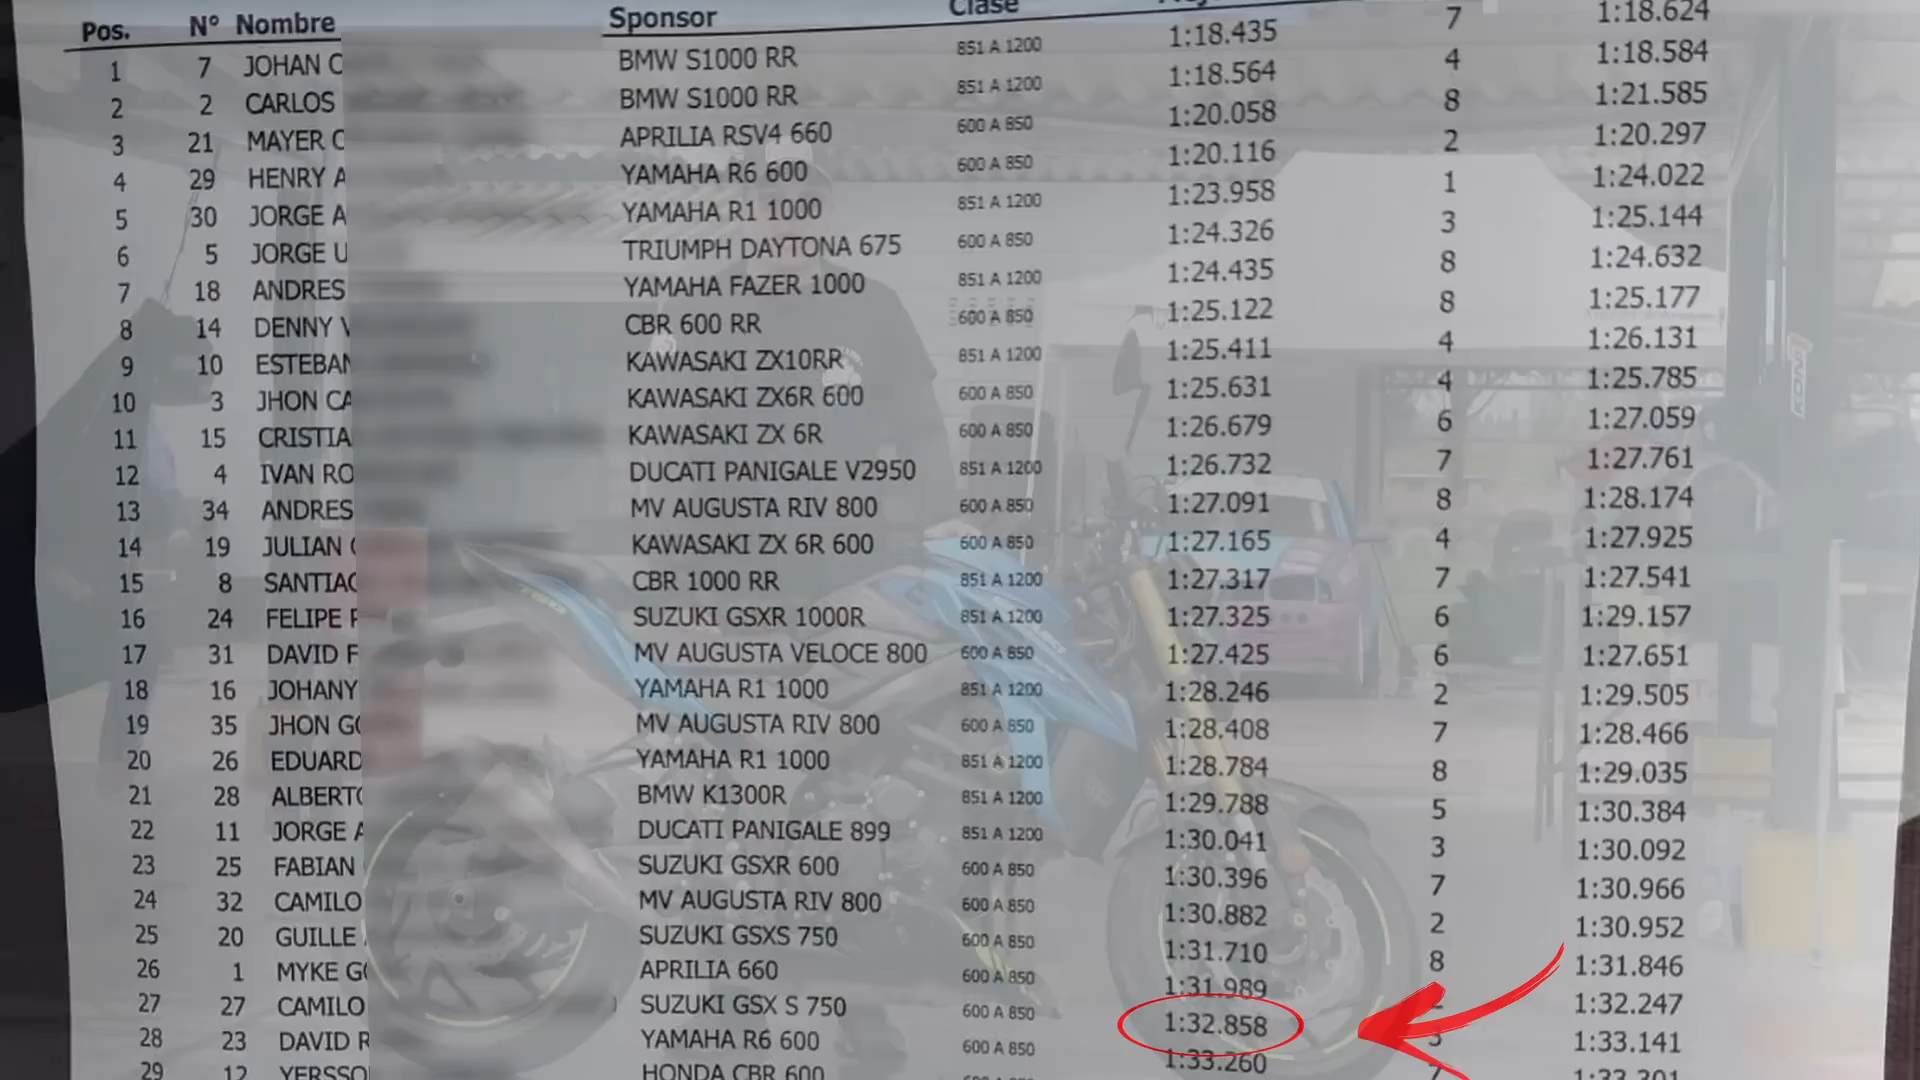 Pos. Nº Nombre Sponsor Clase
1 7 JOHAN C BMW S1000 RR 851 A 1200 1:18.435 7 1:18.624
2 2 CARLOS BMW S1000 RR 851 A 1200 1:18.564 4 1:18.584
3 21 MAYER APRILIA RSV4 660 600 A 850 1:20.058 8 1:21.585
4 29 HENRY A YAMAHA R6 600 600 A 850 1:20.116 2 1:20.297
5 30 JORGE A YAMAHA R1 1000 851 A 1200 1:23.958 1 1:24.022
6 5 JORGE U TRIUMPH DAYTONA 675 600 A 850 1:24.326 3 1:25.144
7 18 ANDRES YAMAHA FAZER 1000 851 A 1200 1:24.435 8 1:24.632
8 14 DENNY CBR 600 RR 600 A 850 1:25.122 8 1:25.177
9 10 ESTEBAN KAWASAKI ZX10RR 851 A 1200 1:25.411 4 1:26.131
10 3 JHON CA KAWASAKI ZX6R 600 600 A 850 1:25.631 4 1:25.785
11 15 CRISTIA KAWASAKI ZX 6R 600 A 850 1:26.679 6 1:27.059
12 4 IVAN RO DUCATI PANIGALE V2950 851 A 1200 1:26.732 7 1:27.761
13 34 ANDRES MV AUGUSTA RIV 800 600 A 850 1:27.091 8 1:28.174
14 19 JULIAN KAWASAKI ZX 6R 600 600 A 850 1:27.165 4 1:27.925
15 8 SANTIAG CBR 1000 RR 851 A 1200 1:27.317 7 1:27.541
16 24 FELIPE SUZUKI GSXR 1000R 851 A 1200 1:27.325 6 1:29.157
17 31 DAVID F MV AUGUSTA VELOCE 800 600 A 850 1:27.425 6 1:27.651
18 16 JOHANY YAMAHA R1 1000 851 A 1200 1:28.246 2 1:29.505
19 35 JHON GO MV AUGUSTA RIV 800 600 A 850 1:28.408 7 1:28.466
20 26 EDUARD YAMAHA R1 1000 851 A 1200 1:28.784 8 1:29.035
21 28 ALBERTO BMW K1300R 851 A 1200 1:29.788 5 1:30.384
22 11 JORGE A DUCATI PANIGALE 899 851 A 1200 1:30.041 3 1:30.092
23 25 FABIAN SUZUKI GSXR 600 600 A 850 1:30.396 7 1:30.966
24 32 CAMILO MV AUGUSTA RIV 800 600 A 850 1:30.882 2 1:30.952
25 20 GUILLE SUZUKI GSXS 750 600 A 850 1:31.710 8 1:31.846
26 1 MYKE GO APRILIA 660 600 A 850 1:31.989 1:32.247
27 27 CAMILO SUZUKI GSX S 750 600 A 850 1:32.858 3 1:33.141
28 23 DAVID R YAMAHA R6 600 600 A 850 1:33.260 7 1:33.301
29 12 YERSSO HONDA CBR 600